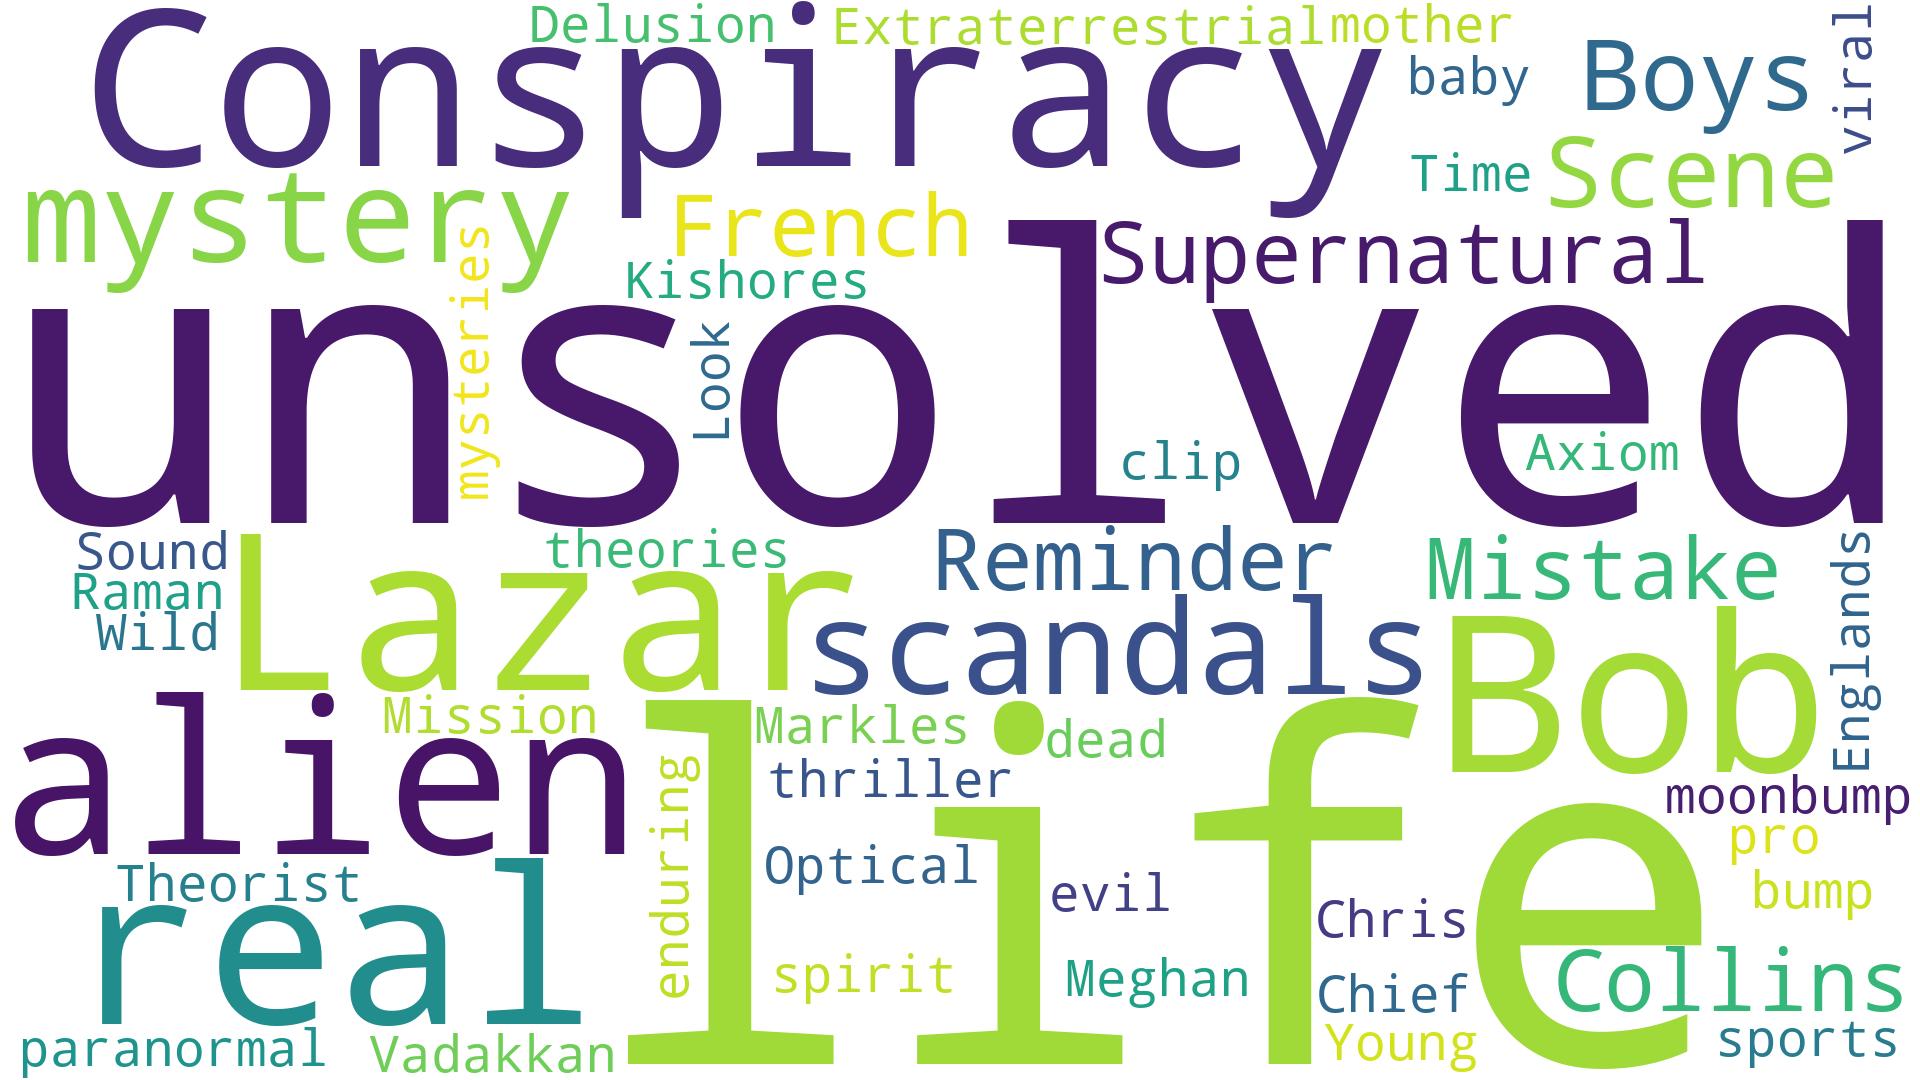 Delusion
Extraterrestrial
mother
viral
Conspiracy
baby
Boys
Time
Scene
mystery
French
Supernatural
mysteries
Kishores
Look
unsolved
clip
Axiom
Sound
theories
Reminder
Mistake
Englands
Raman
Wild
Lazar
scandals
Bob
alien
Mission
Markles
dead
enduring
thriller
life
moonbump
pro
Theorist
Optical
evil
bump
real
Chris
spirit
Meghan
Chief
Collins
paranormal
Vadakkan
Young
sports